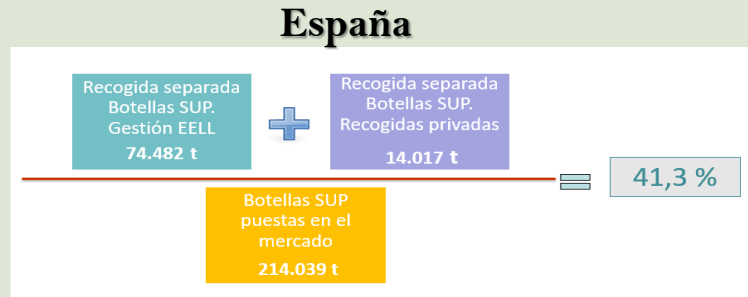 España
Recogida separada
Botellas SUP.
Gestión EELL
74.482 t
Recogida separada
Botellas SUP.
Recogidas privadas
14.017 t
41,3 %
Botellas SUP
puestas en el
mercado
214.039 t